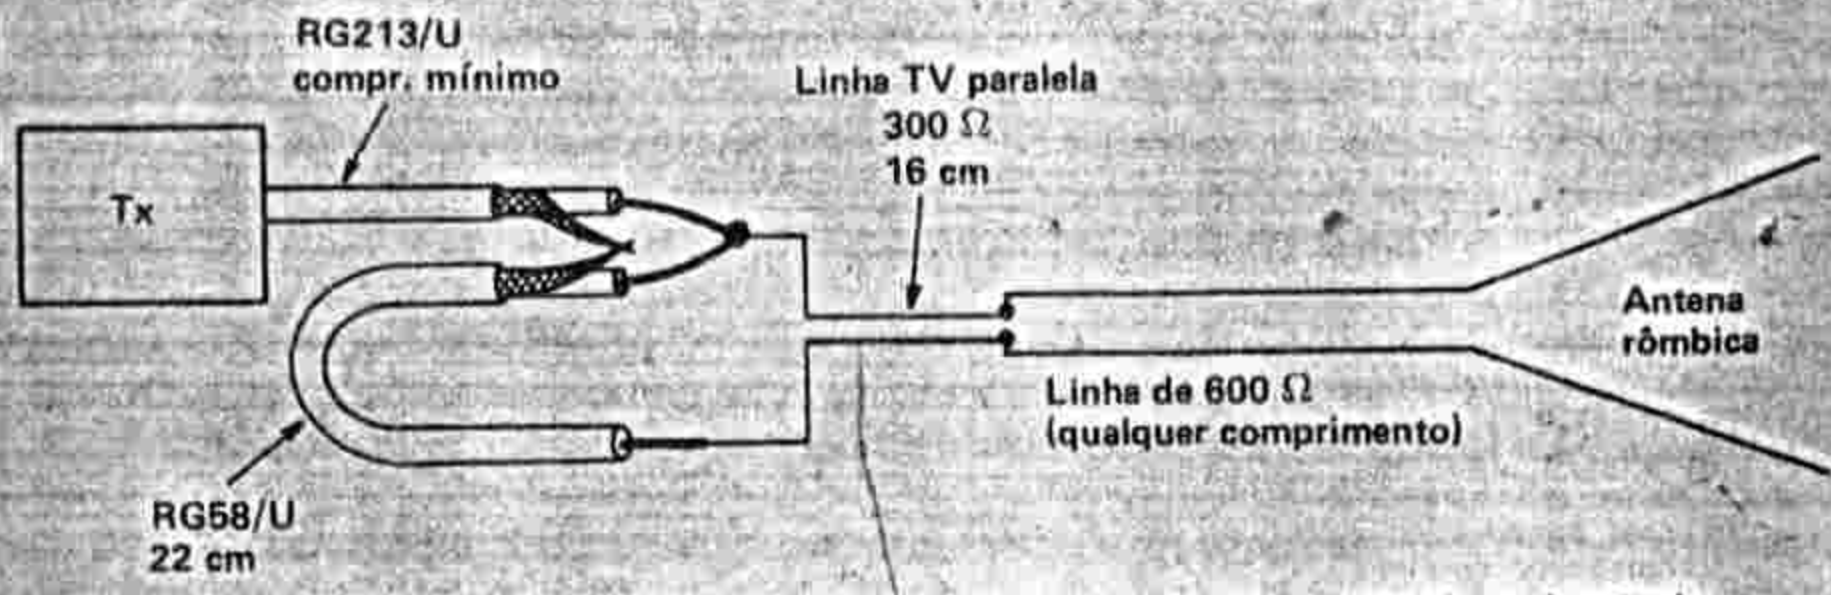 RG213/U
compr. mínimo
Linha TV paralela
300 Ω
16 cm
Tx
Antena
rômbica
Linha de 600 Ω
(qualquer comprimento)
RG58/U
22 cm